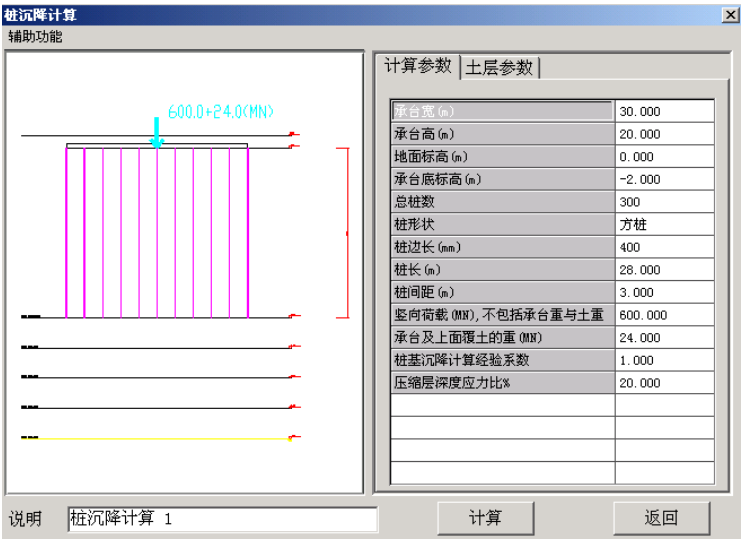 桩沉降计算
辅助功能
600.0+24.0(MN)
计算参数 土层参数
承台宽(m) 30.000
承台高(m) 20.000
地面标高(m) 0.000
承台底标高(m) -2.000
总桩数 300
桩形状 方桩
桩边长(mm) 400
桩长(m) 28.000
桩间距(m) 3.000
竖向荷载(MN),不包括承台重与土重 600.000
承台及上面覆土的重(MN) 24.000
桩基沉降计算经验系数 1.000
压缩层深度应力比% 20.000
说明 桩沉降计算 1 计算 返回